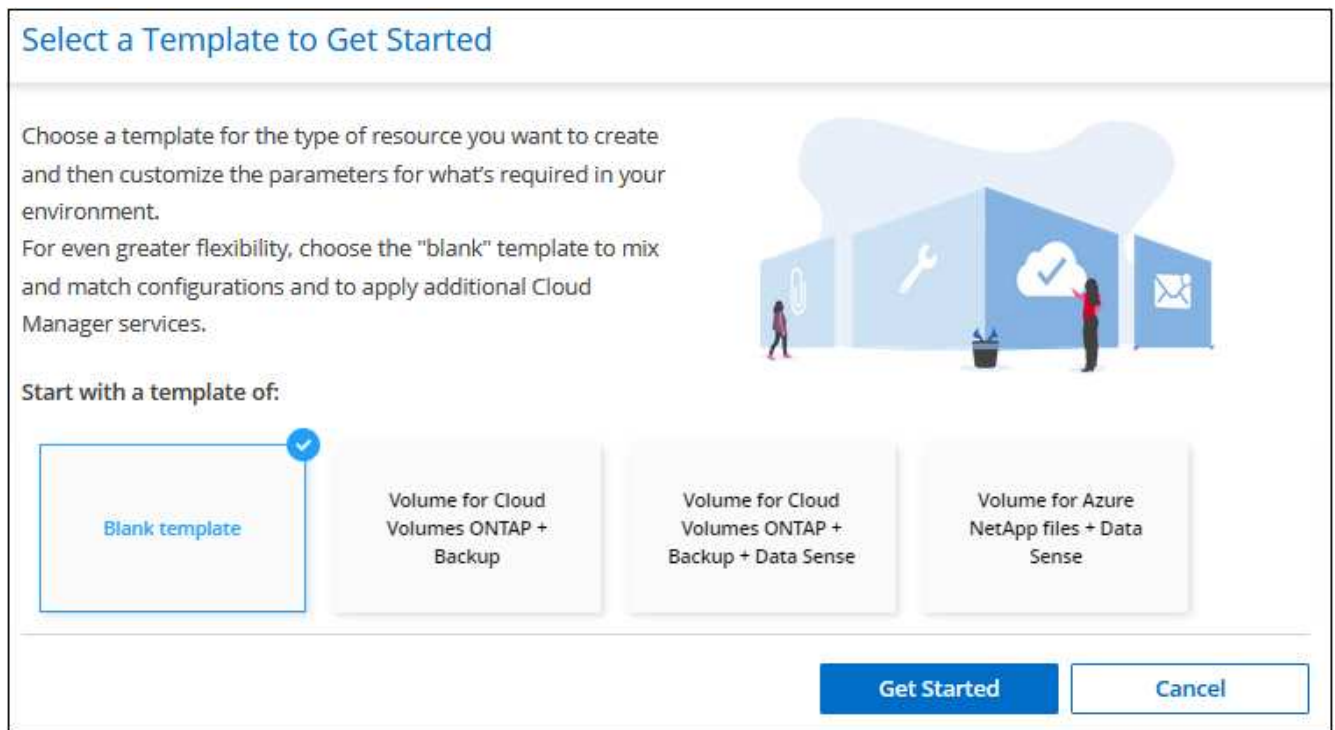 Select a Template to Get Started
Choose a template for the type of resource you want to create
and then customize the parameters for what's required in your
environment.
For even greater flexibility, choose the "blank" template to mix
and match configurations and to apply additional Cloud
Manager services.
Start with a template of:
Blank template
Volume for Cloud
Volumes ONTAP +
Backup
Volume for Cloud
Volumes ONTAP +
Backup + Data Sense
Volume for Azure
NetApp files + Data
Sense
Get Started
Cancel